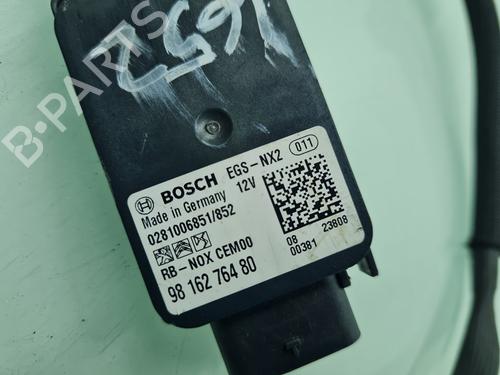 B-PARTS
BOSCH EGS-NX2 011
Made in Germany 12V
0281006851/852
RB-NOX CEM00
98 162 764 80
08 23808
00381